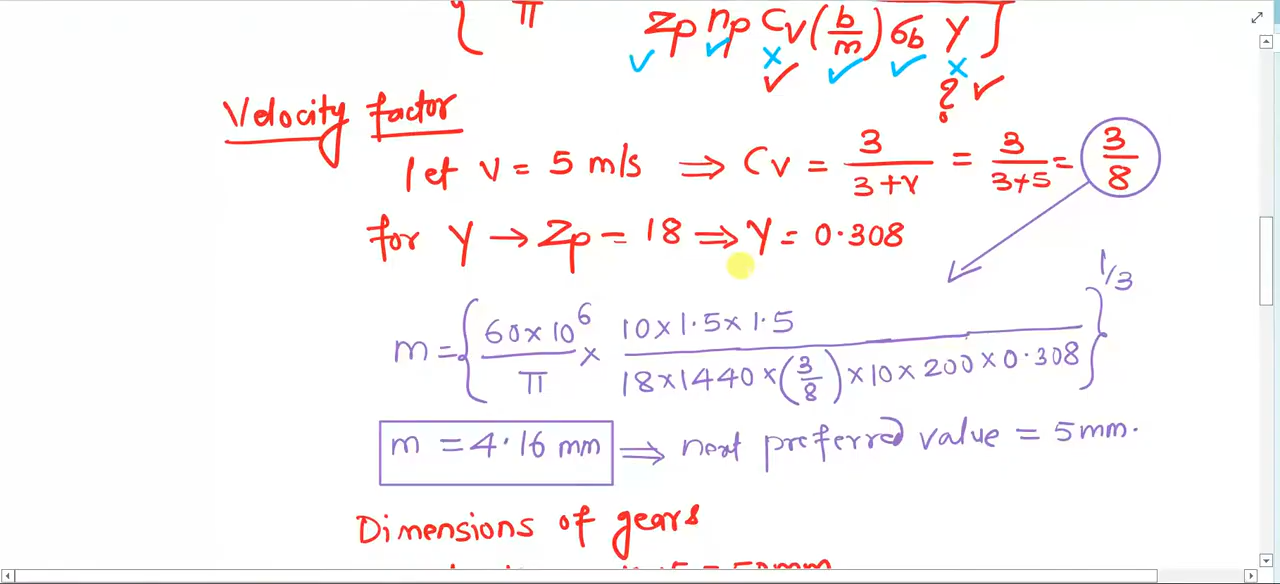 { π Zp np Cv (b/m) σb Y }
?
Velocity factor
let v = 5 m/s ⇒ Cv = 3/(3+v) = 3/(3+5) = 3/8
for Y → Zp = 18 ⇒ Y = 0.308
m = { 60×10^6/π × (10×1.5×1.5)/(18×1440×(3/8)×10×200×0.308) }^1/3
m = 4.16 mm ⇒ next preferred value = 5mm.
Dimensions of gears